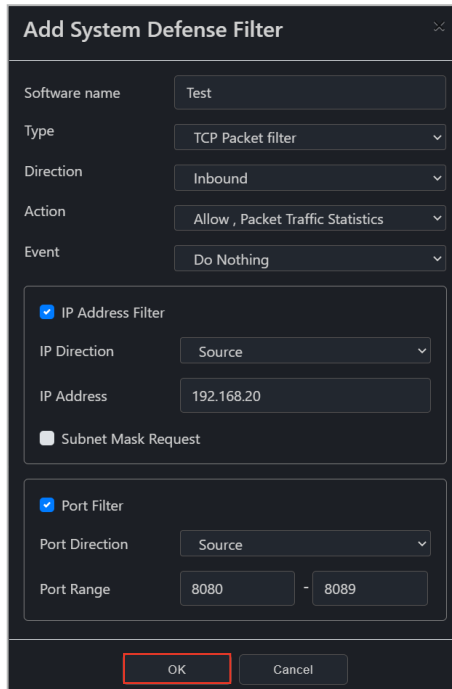 Add System Defense Filter
Software name Test
Type TCP Packet filter
Direction Inbound
Action Allow , Packet Traffic Statistics
Event Do Nothing
IP Address Filter
IP Direction Source
IP Address 192.168.20
Subnet Mask Request
Port Filter
Port Direction Source
Port Range 8080 - 8089
OK Cancel